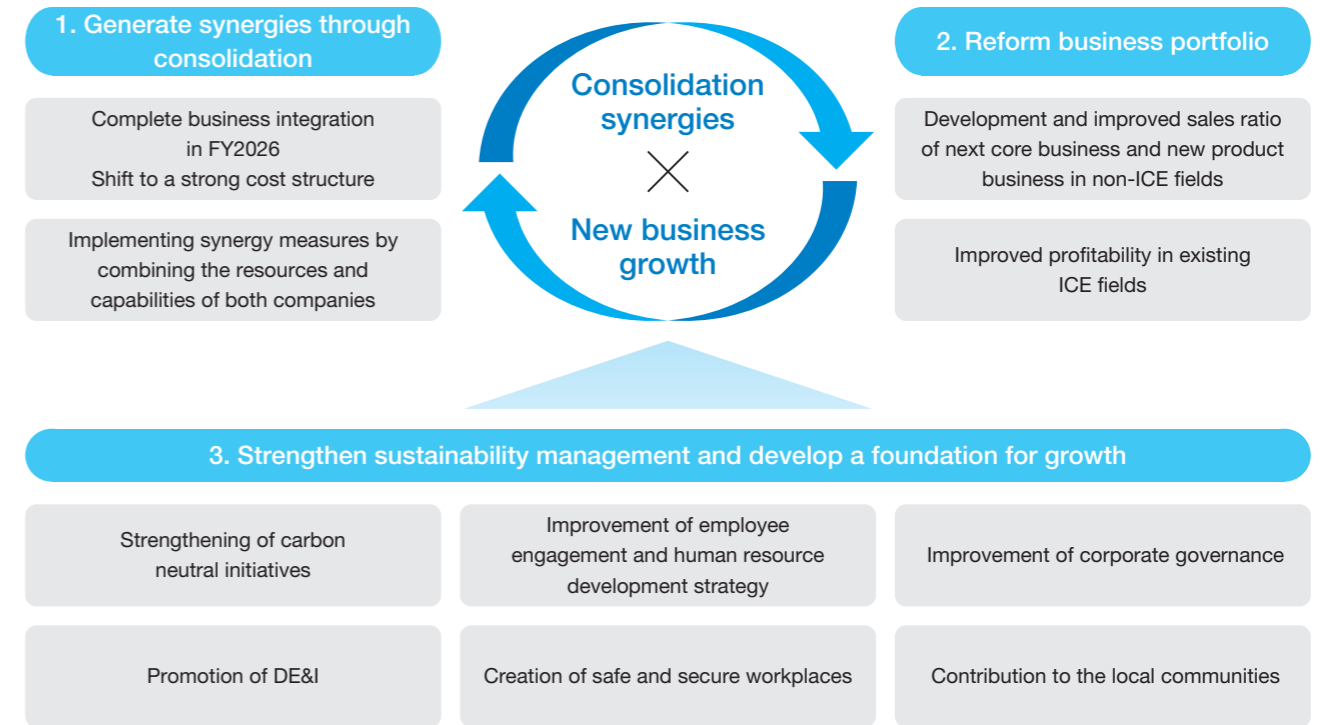 1. Generate synergies through
consolidation
Complete business integration
in FY2026
Shift to a strong cost structure
Implementing synergy measures by
combining the resources and
capabilities of both companies
Consolidation
synergies
×
New business
growth
2. Reform business portfolio
Development and improved sales ratio
of next core business and new product
business in non-ICE fields
Improved profitability in existing
ICE fields
3. Strengthen sustainability management and develop a foundation for growth
Strengthening of carbon
neutral initiatives
Improvement of employee
engagement and human resource
development strategy
Improvement of corporate governance
Promotion of DE&I
Creation of safe and secure workplaces
Contribution to the local communities